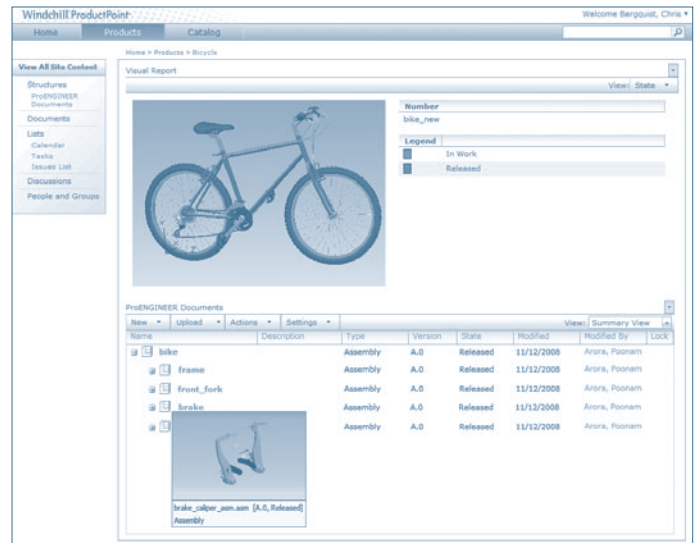 Windchill ProductPoint
Welcome Bergquist, Chris
Home Products Catalog
Home > Products > Bicycle
View All Site Content
Structures
ProENGINEER
Documents
Documents
Lists
Calendar
Tasks
Issues List
Discussions
People and Groups
Visual Report
View: State
Number
bike_new
Legend
In Work
Released
ProENGINEER Documents
New Upload Actions Settings View: Summary View
Name Description Type Version State Modified Modified By Lock
bike Assembly A.0 Released 11/12/2008 Arora, Poonam
frame Assembly A.0 Released 11/12/2008 Arora, Poonam
front_fork Assembly A.0 Released 11/12/2008 Arora, Poonam
brake Assembly A.0 Released 11/12/2008 Arora, Poonam
Assembly A.0 Released 11/12/2008 Arora, Poonam
brake_caliper_asm.asm [A.0, Released]
Assembly